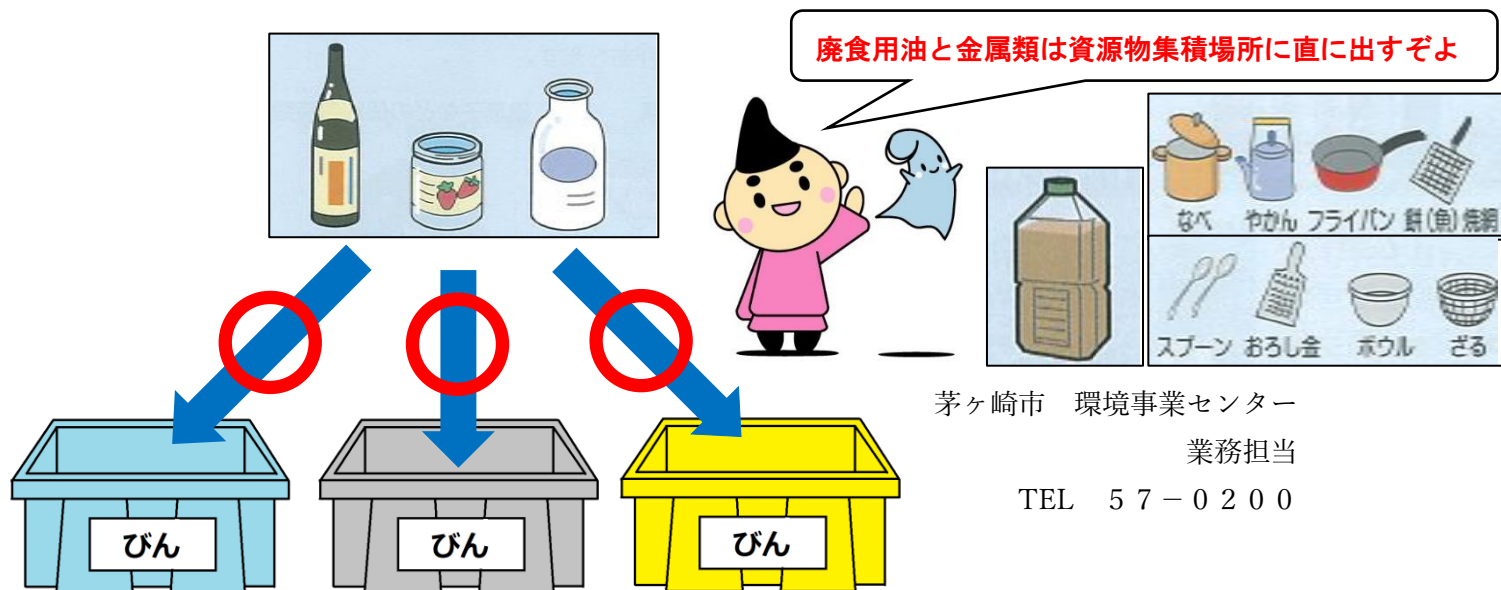 廃食用油と金属類は資源物集積場所に直に出すぞよ
なべ やかん フライパン 餅(魚)焼網
スプーン おろし金 ボウル ざる
茅ヶ崎市　環境事業センター
業務担当
TEL　５７－０２００
びん びん びん